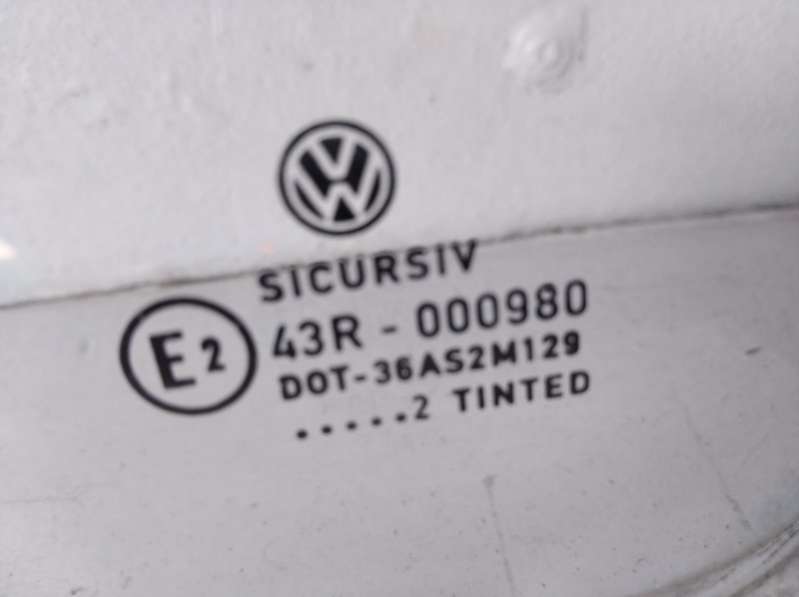 SICURSIV
E2
43R - 000980
DOT-36AS2M129
.....2 TINTED